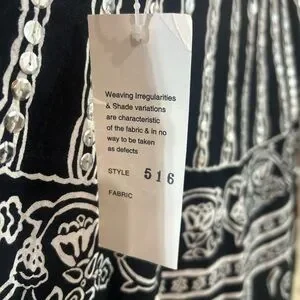 Weaving Irregularities
& Shade variations
are characteristic
of the fabric & in no
way to be taken
as defects
STYLE 516
FABRIC